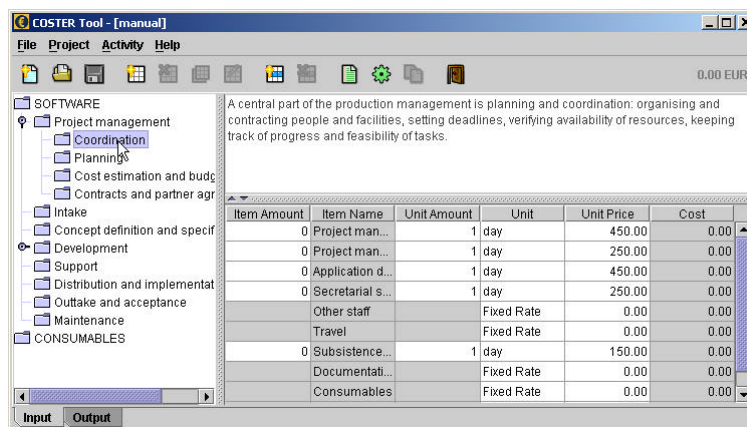 COSTER Tool - [manual]
File Project Activity Help
0.00 EUR
SOFTWARE
Project management
Coordination
Planning
Cost estimation and budg
Contracts and partner agr
Intake
Concept definition and specif
Development
Support
Distribution and implementat
Outtake and acceptance
Maintenance
CONSUMABLES
A central part of the production management is planning and coordination: organising and
contracting people and facilities, setting deadlines, verifying availability of resources, keeping
track of progress and feasibility of tasks.
Item Amount Item Name Unit Amount Unit Unit Price Cost
0 Project man... 1 day 450.00 0.00
0 Project man... 1 day 250.00 0.00
0 Application d... 1 day 450.00 0.00
0 Secretarial s... 1 day 250.00 0.00
Other staff Fixed Rate 0.00 0.00
Travel Fixed Rate 0.00 0.00
0 Subsistence... 1 day 150.00 0.00
Documentati... Fixed Rate 0.00 0.00
Consumables Fixed Rate 0.00 0.00
Input Output